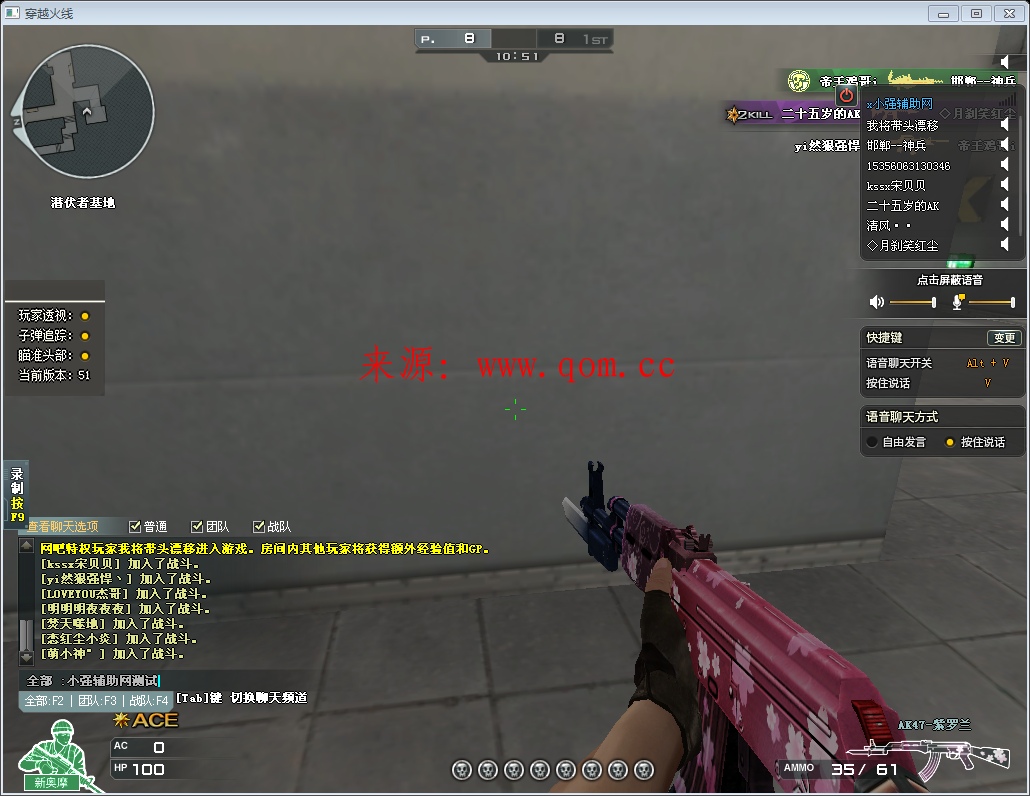 穿越火线
P. 8 8 1ST
10:51
N
潜伏者基地
帝王鸡哥; 邯郸--神兵
2KILL 二十五岁的AK ◇月刹笑红尘
yi然狠强悍 帝王鸡哥;
x小强辅助网
我将带头漂移
邯郸--神兵
15356063130346
kssx宋贝贝
二十五岁的AK
清风··
◇月刹笑红尘
点击屏蔽语音
快捷键 变更
语音聊天开关 Alt + V
按住说话 V
语音聊天方式
自由发言 按住说话
玩家透视:
子弹追踪:
瞄准头部:
当前版本: 51
来源: www.qom.cc
录制按F9
查看聊天选项 普通 团队 战队
网吧特权玩家我将带头漂移进入游戏。房间内其他玩家将获得额外经验值和GP。
[kssx宋贝贝] 加入了战斗。
[yi然狠强悍丶] 加入了战斗。
[LOVEYOU杰哥] 加入了战斗。
[明明明夜夜夜] 加入了战斗。
[焚天噬地] 加入了战斗。
[恋红尘小炎] 加入了战斗。
[萌小神"] 加入了战斗。
全部 :小强辅助网测试
全部:F2 | 团队:F3 | 战队:F4 [Tab]键 切换聊天频道
ACE
AC 0
HP 100
新奥摩
AK47-紫罗兰
AMMO 35/ 61